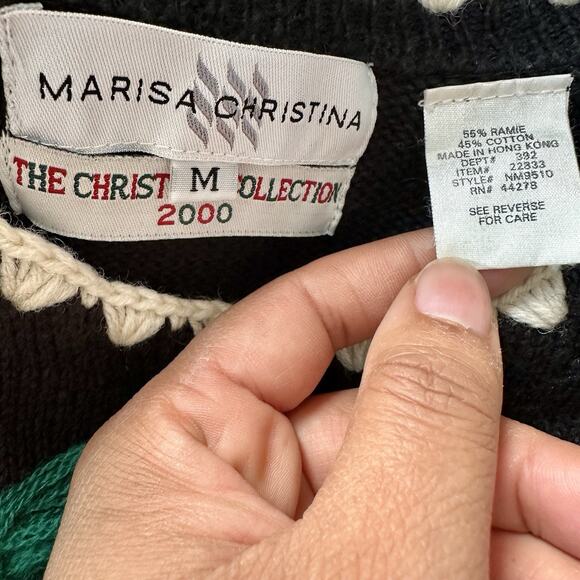 MARISA CHRISTINA
THE CHRIST M OLLECTION
2000
55% RAMIE
45% COTTON
MADE IN HONG KONG
DEPT# 392
ITEM# 22833
STYLE# NM9510
RN# 44278
SEE REVERSE
FOR CARE